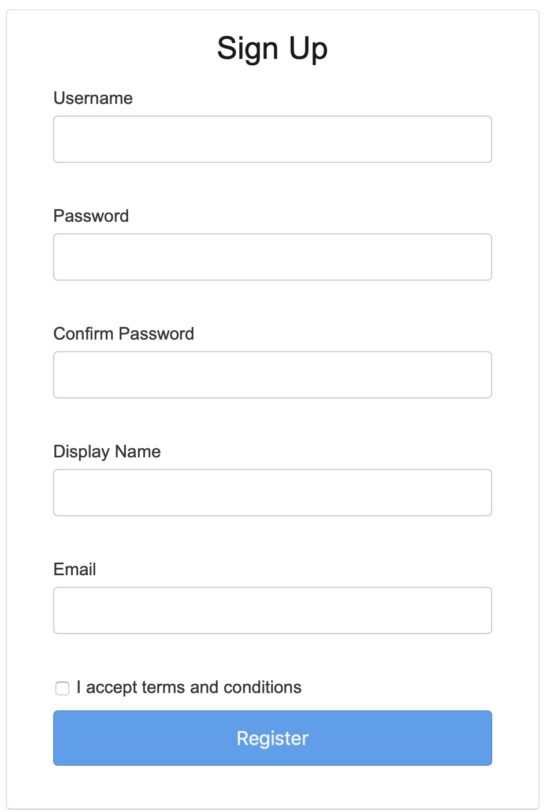 Sign Up
Username
Password
Confirm Password
Display Name
Email
I accept terms and conditions
Register